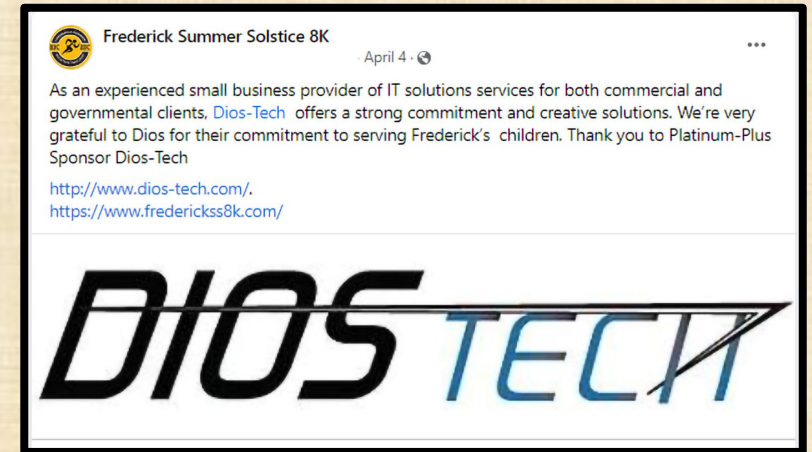 Frederick Summer Solstice 8K
· April 4 ·
As an experienced small business provider of IT solutions services for both commercial and
governmental clients, Dios-Tech offers a strong commitment and creative solutions. We're very
grateful to Dios for their commitment to serving Frederick's children. Thank you to Platinum-Plus
Sponsor Dios-Tech
http://www.dios-tech.com/.
https://www.frederickss8k.com/
DIOS TECH